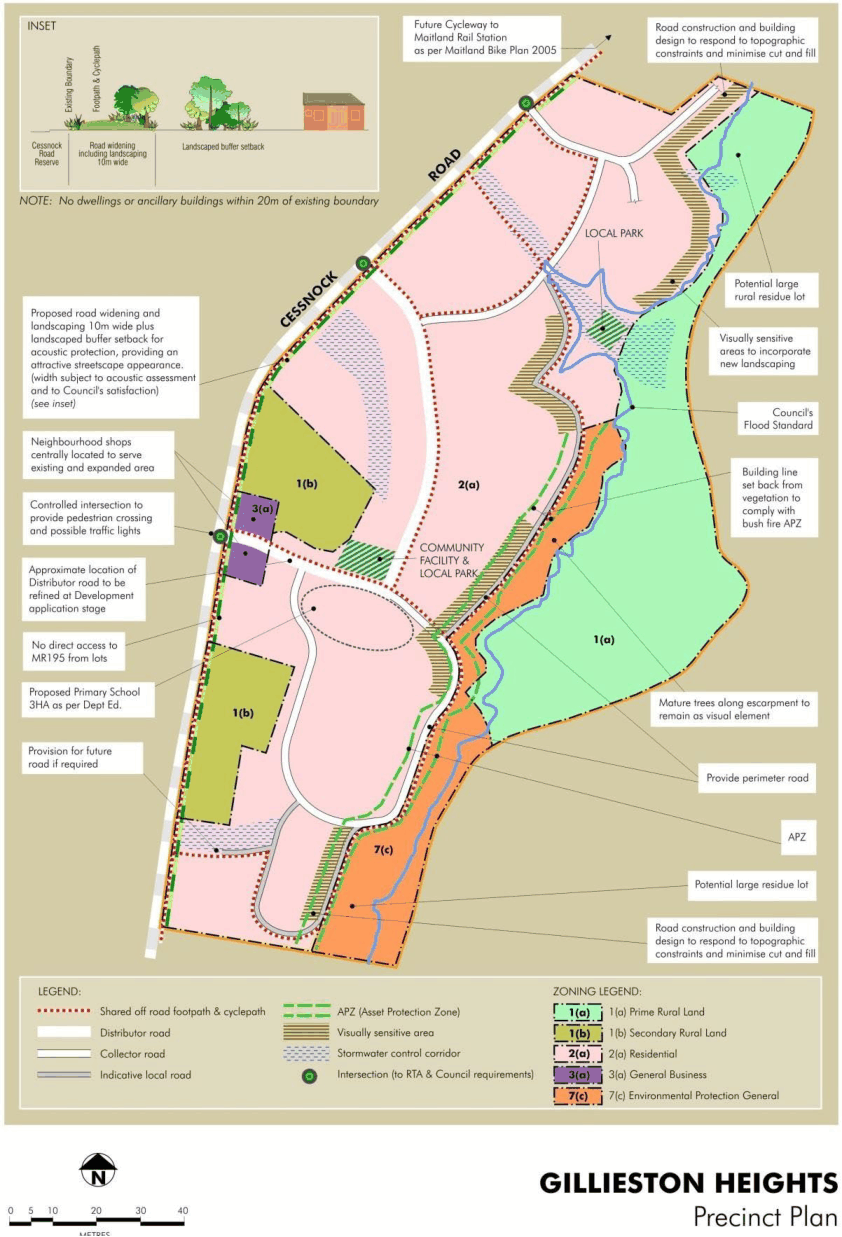 INSET
Existing Boundary
Footpath & Cyclepath
Cessnock
Road
Reserve
Road widening
including landscaping
10m wide
Landscaped buffer setback
NOTE: No dwellings or ancillary buildings within 20m of existing boundary
Future Cycleway to
Maitland Rail Station
as per Maitland Bike Plan 2005
Road construction and building
design to respond to topographic
constraints and minimise cut and fill
ROAD
CESSNOCK
LOCAL PARK
Potential large
rural residue lot
Visually sensitive
areas to incorporate
new landscaping
Council's
Flood Standard
Building line
set back from
vegetation to
comply with
bush fire APZ
Proposed road widening and
landscaping 10m wide plus
landscaped buffer setback for
acoustic protection, providing an
attractive streetscape appearance.
(width subject to acoustic assessment
and to Council's satisfaction)
(see inset)
Neighbourhood shops
centrally located to serve
existing and expanded area
Controlled intersection to
provide pedestrian crossing
and possible traffic lights
Approximate location of
Distributor road to be
refined at Development
application stage
No direct access to
MR195 from lots
Proposed Primary School
3HA as per Dept Ed.
Provision for future
road if required
1(b)
3(a)
2(a)
COMMUNITY
FACILITY &
LOCAL PARK
1(a)
1(b)
7(c)
Mature trees along escarpment to
remain as visual element
Provide perimeter road
APZ
Potential large residue lot
Road construction and building
design to respond to topographic
constraints and minimise cut and fill
LEGEND:
Shared off road footpath & cyclepath
Distributor road
Collector road
Indicative local road
APZ (Asset Protection Zone)
Visually sensitive area
Stormwater control corridor
Intersection (to RTA & Council requirements)
ZONING LEGEND:
1(a) 1(a) Prime Rural Land
1(b) 1(b) Secondary Rural Land
2(a) 2(a) Residential
3(a) 3(a) General Business
7(c) 7(c) Environmental Protection General
N
0 5 10 20 30 40
METRES
GILLIESTON HEIGHTS
Precinct Plan